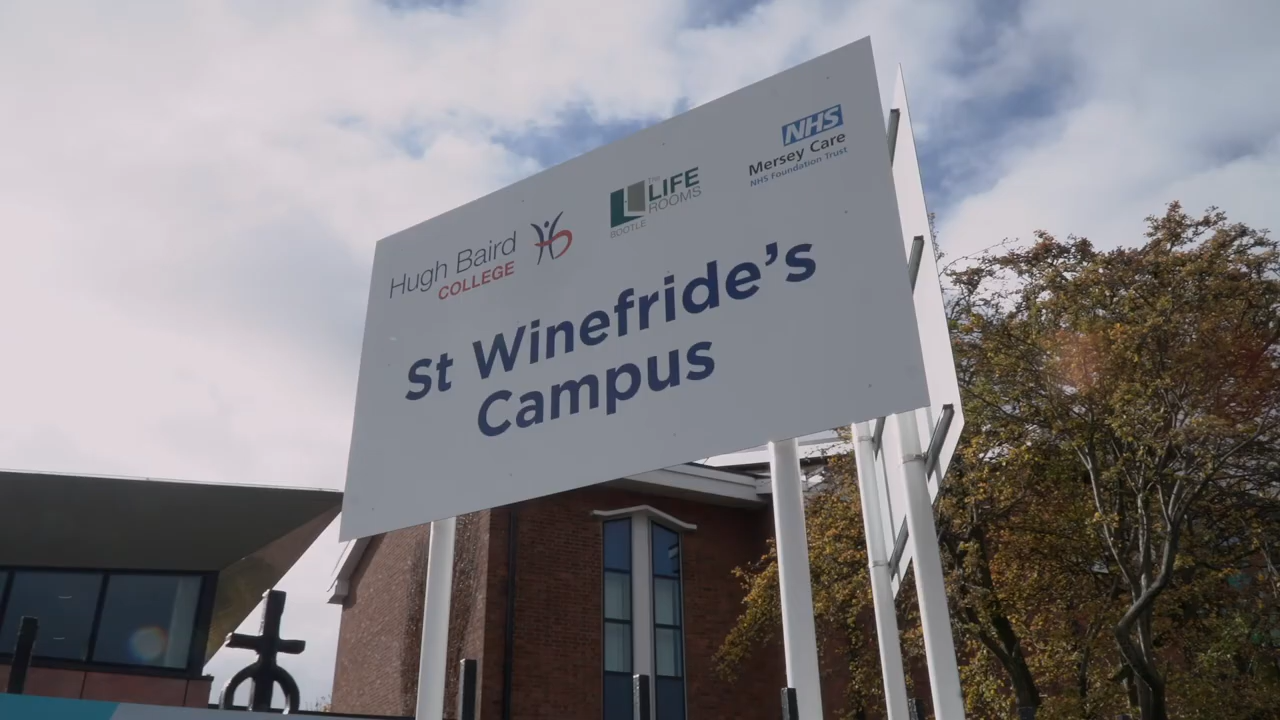 Hugh Baird
COLLEGE
The
LIFE
ROOMS
BOOTLE
NHS
Mersey Care
NHS Foundation Trust
St Winefride's
Campus